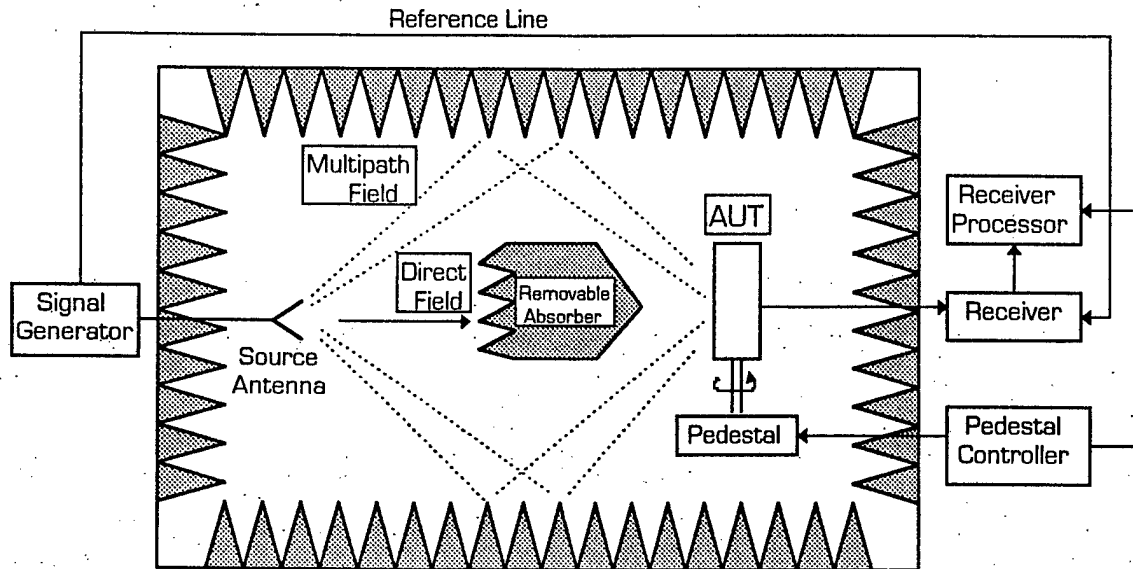 Reference Line
Multipath
Field
AUT
Receiver
Processor
Direct
Field
Removable
Absorber
Signal
Generator
Receiver
Source
Antenna
Pedestal
Pedestal
Controller